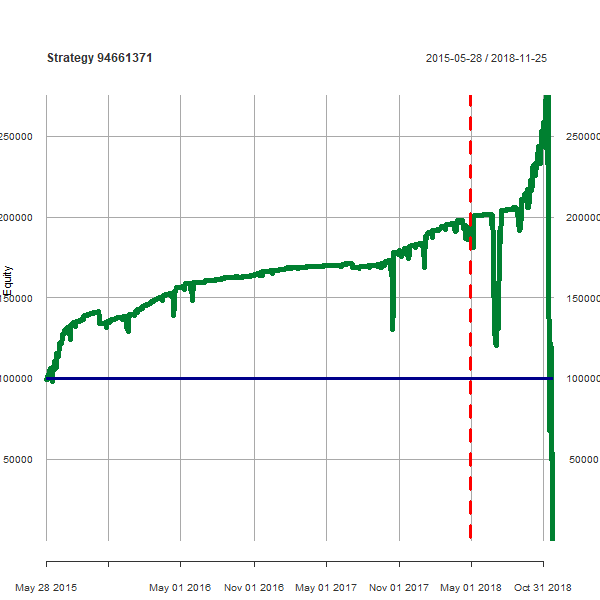 Strategy 94661371
2015-05-28 / 2018-11-25
250000 250000
200000 200000
Equity
150000 150000
100000 100000
50000 50000
May 28 2015 May 01 2016 Nov 01 2016 May 01 2017 Nov 01 2017 May 01 2018 Oct 31 2018